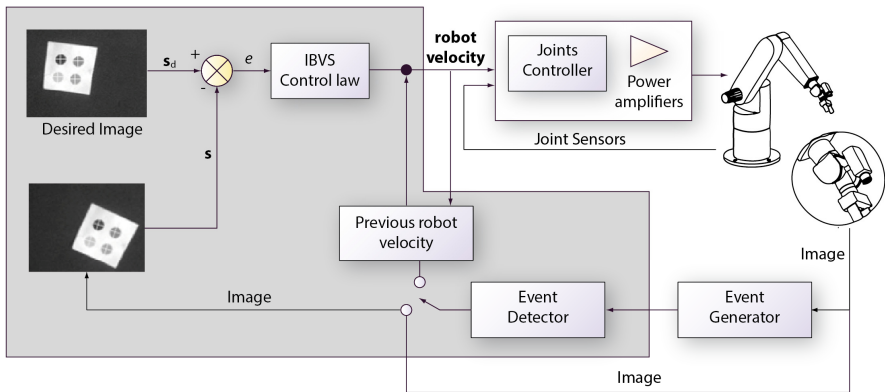 Desired Image
s_d
+
-
e
s
IBVS
Control law
robot
velocity
Joints
Controller
Power
amplifiers
Joint Sensors
Previous robot
velocity
Image
Event
Detector
Event
Generator
Image
Image